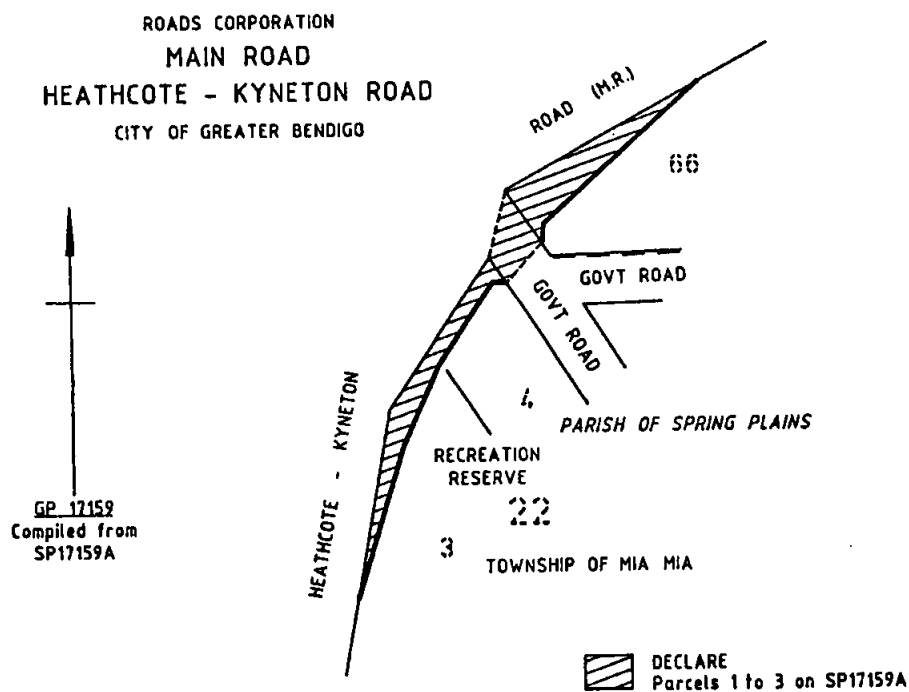 ROADS CORPORATION
MAIN ROAD
HEATHCOTE - KYNETON ROAD
CITY OF GREATER BENDIGO
ROAD (M.R.)
66
GOVT ROAD
GOVT ROAD
4
PARISH OF SPRING PLAINS
HEATHCOTE - KYNETON
RECREATION
RESERVE
22
3
TOWNSHIP OF MIA MIA
GP 17159
Compiled from
SP17159A
DECLARE
Parcels 1 to 3 on SP17159A